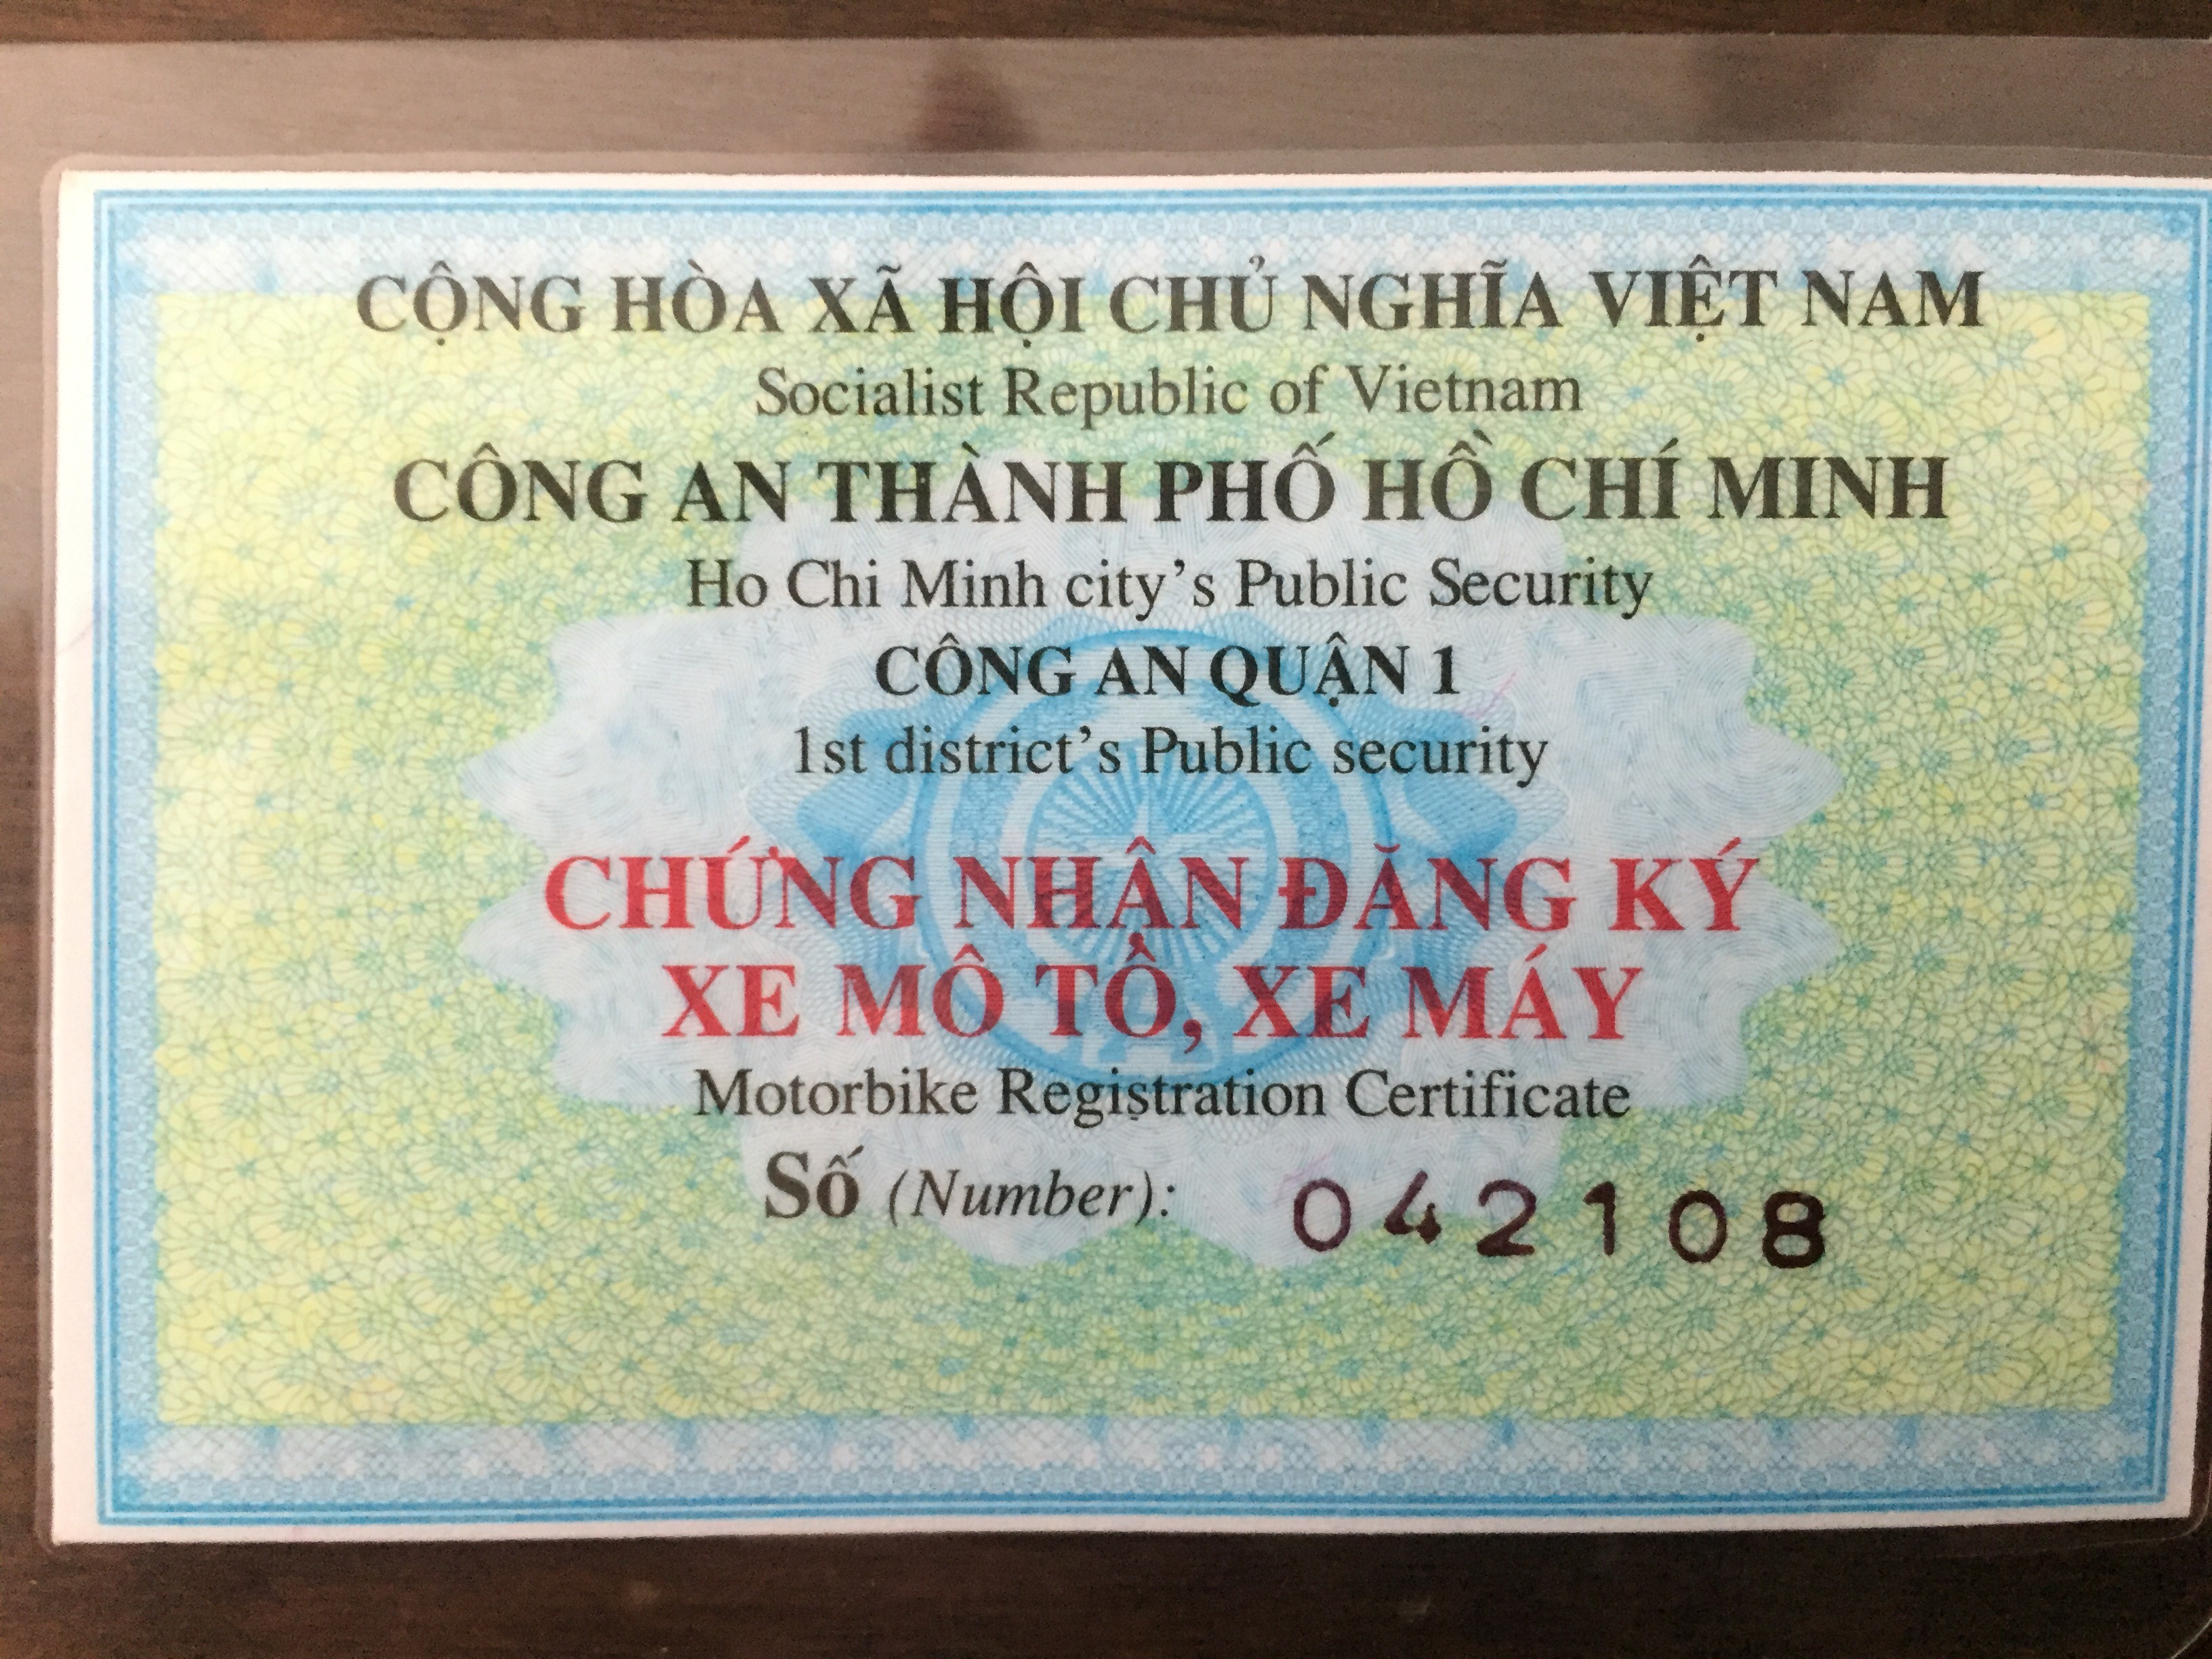 CỘNG HÒA XÃ HỘI CHỦ NGHĨA VIỆT NAM
Socialist Republic of Vietnam
CÔNG AN THÀNH PHỐ HỒ CHÍ MINH
Ho Chi Minh city's Public Security
CÔNG AN QUẬN 1
1st district's Public security
CHỨNG NHẬN ĐĂNG KÝ
XE MÔ TÔ, XE MÁY
Motorbike Registration Certificate
Số (Number): 042108